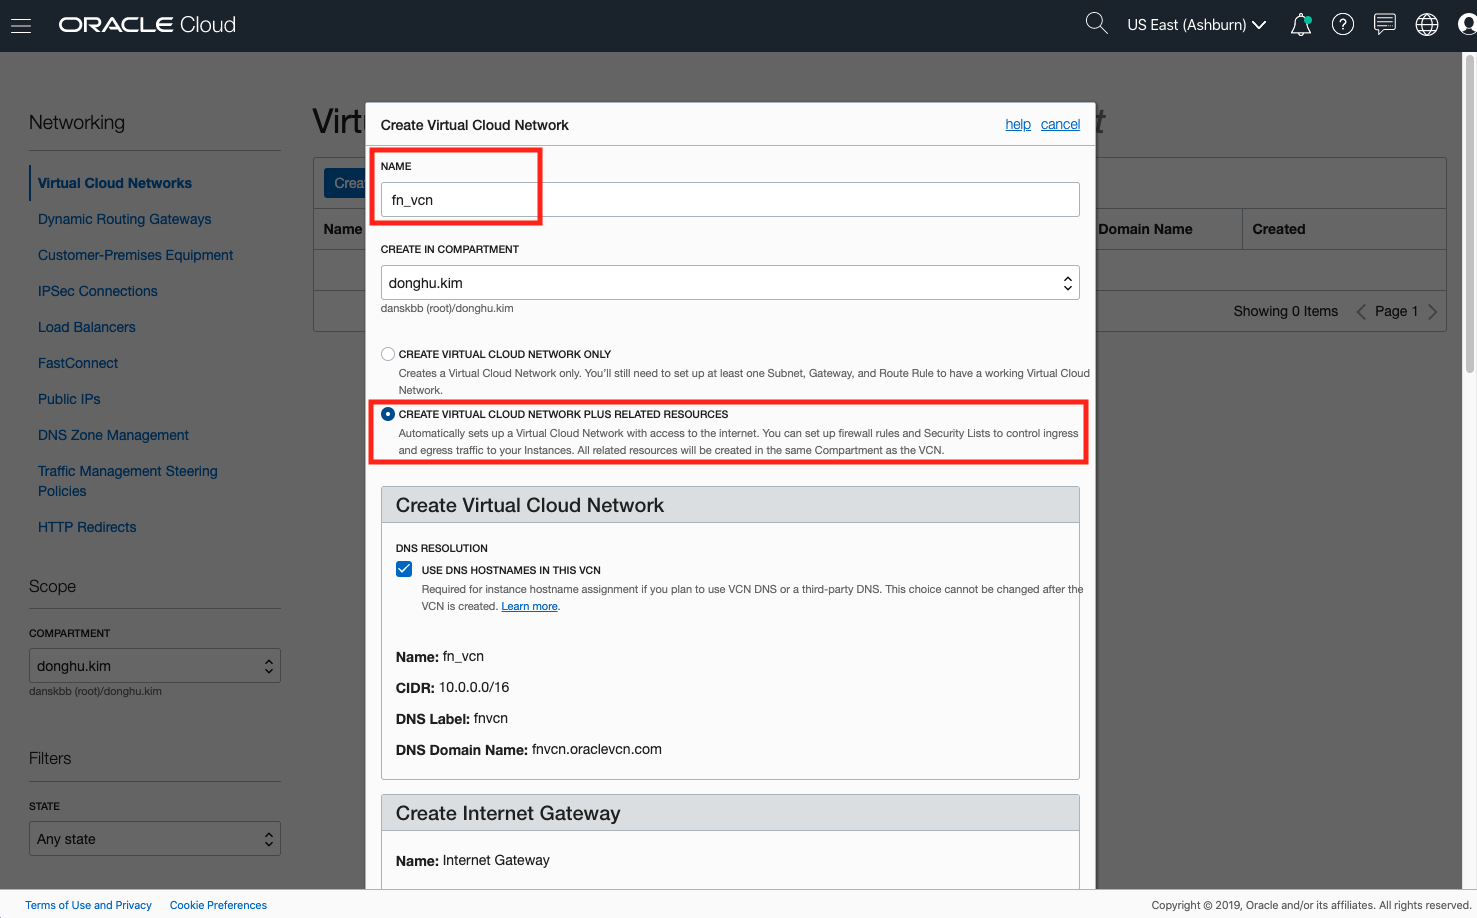 ORACLE Cloud
US East (Ashburn)
Networking
Virtual Cloud Networks
Dynamic Routing Gateways
Customer-Premises Equipment
IPSec Connections
Load Balancers
FastConnect
Public IPs
DNS Zone Management
Traffic Management Steering
Policies
HTTP Redirects
Scope
COMPARTMENT
donghu.kim
danskbb (root)/donghu.kim
Filters
STATE
Any state
Name
Domain Name
Created
Showing 0 Items
Page 1
Create Virtual Cloud Network
help cancel
NAME
fn_vcn
CREATE IN COMPARTMENT
donghu.kim
danskbb (root)/donghu.kim
CREATE VIRTUAL CLOUD NETWORK ONLY
Creates a Virtual Cloud Network only. You'll still need to set up at least one Subnet, Gateway, and Route Rule to have a working Virtual Cloud
Network.
CREATE VIRTUAL CLOUD NETWORK PLUS RELATED RESOURCES
Automatically sets up a Virtual Cloud Network with access to the internet. You can set up firewall rules and Security Lists to control ingress
and egress traffic to your Instances. All related resources will be created in the same Compartment as the VCN.
Create Virtual Cloud Network
DNS RESOLUTION
USE DNS HOSTNAMES IN THIS VCN
Required for instance hostname assignment if you plan to use VCN DNS or a third-party DNS. This choice cannot be changed after the
VCN is created. Learn more.
Name: fn_vcn
CIDR: 10.0.0.0/16
DNS Label: fnvcn
DNS Domain Name: fnvcn.oraclevcn.com
Create Internet Gateway
Name: Internet Gateway
Terms of Use and Privacy
Cookie Preferences
Copyright © 2019, Oracle and/or its affiliates. All rights reserved.